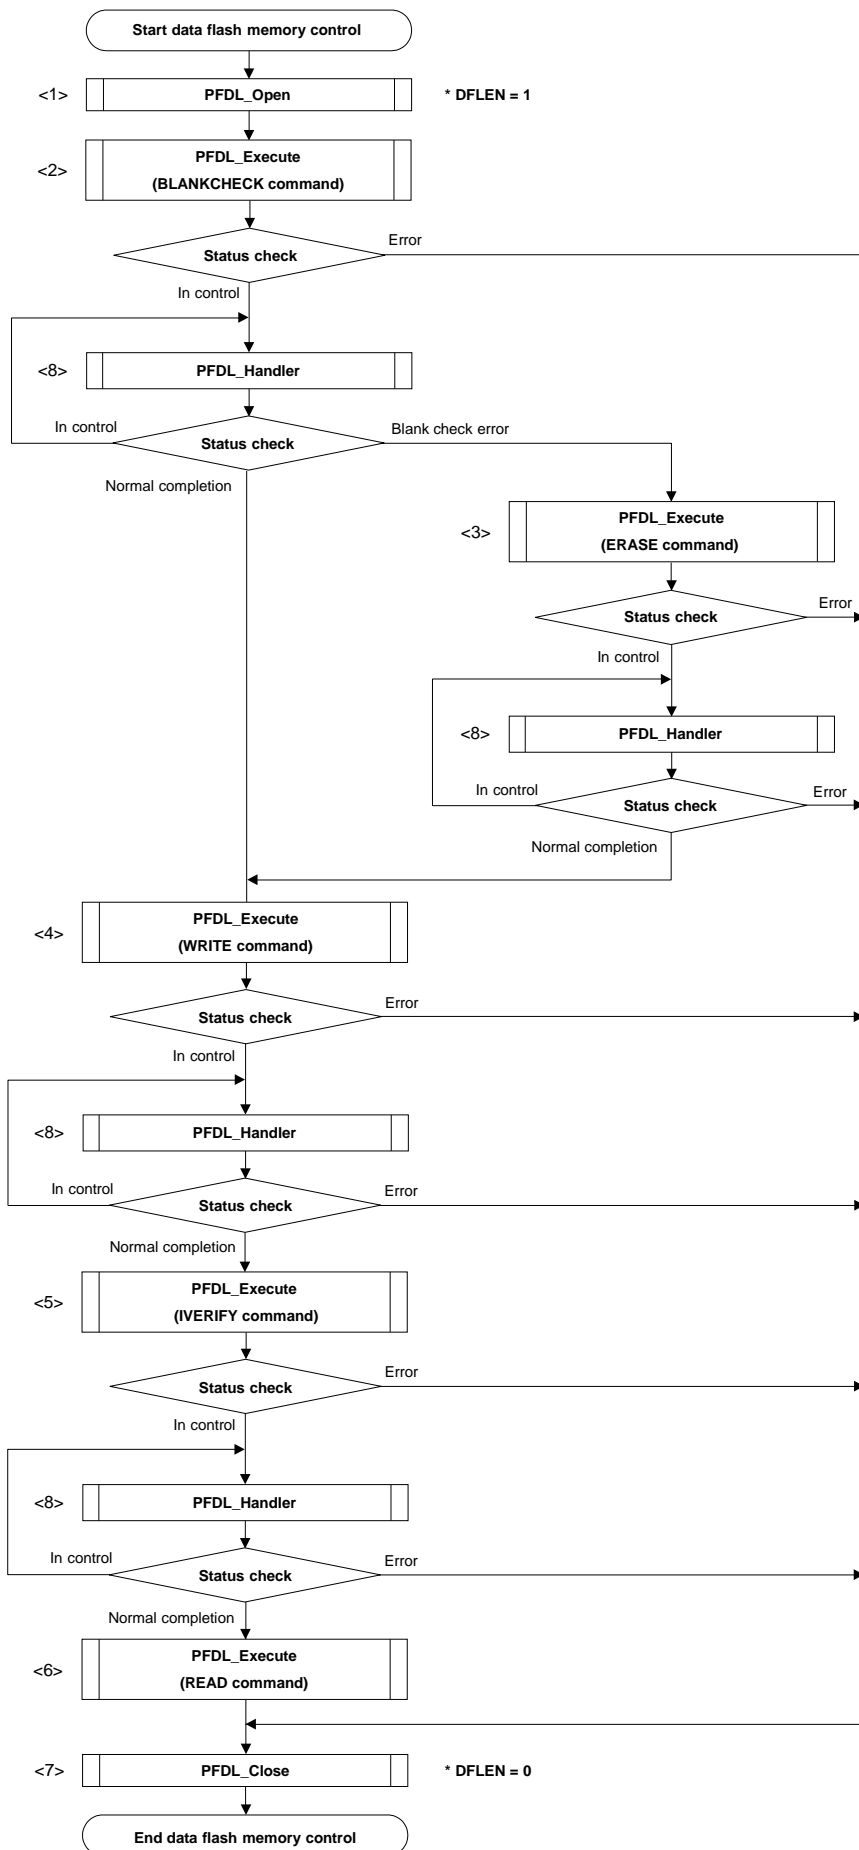 Start data flash memory control
<1>
PFDL_Open
* DFLEN = 1
<2>
PFDL_Execute
(BLANKCHECK command)
Status check
Error
In control
<8>
PFDL_Handler
In control
Status check
Blank check error
Normal completion
<3>
PFDL_Execute
(ERASE command)
Status check
Error
In control
<8>
PFDL_Handler
In control
Status check
Error
Normal completion
<4>
PFDL_Execute
(WRITE command)
Status check
Error
In control
<8>
PFDL_Handler
In control
Status check
Error
Normal completion
<5>
PFDL_Execute
(IVERIFY command)
Status check
Error
In control
<8>
PFDL_Handler
In control
Status check
Error
Normal completion
<6>
PFDL_Execute
(READ command)
<7>
PFDL_Close
* DFLEN = 0
End data flash memory control